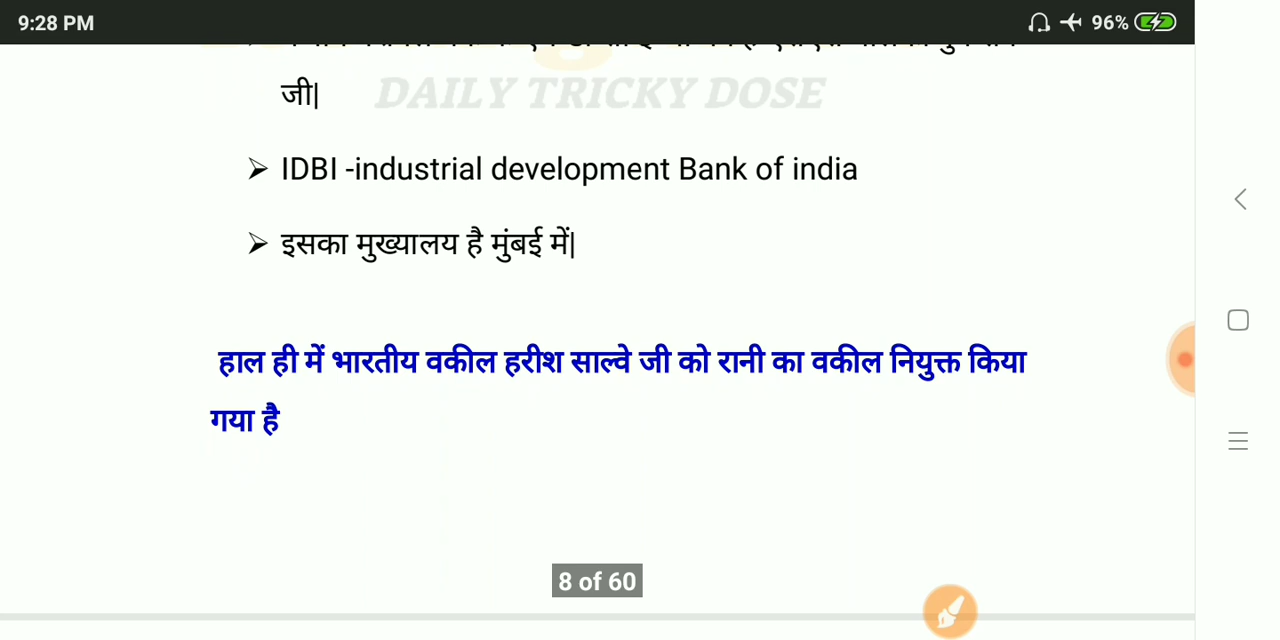 9:28 PM
96%
जी|
DAILY TRICKY DOSE
➢ IDBI -industrial development Bank of india
➢ इसका मुख्यालय है मुंबई में|
हाल ही में भारतीय वकील हरीश साल्वे जी को रानी का वकील नियुक्त किया
गया है
8 of 60